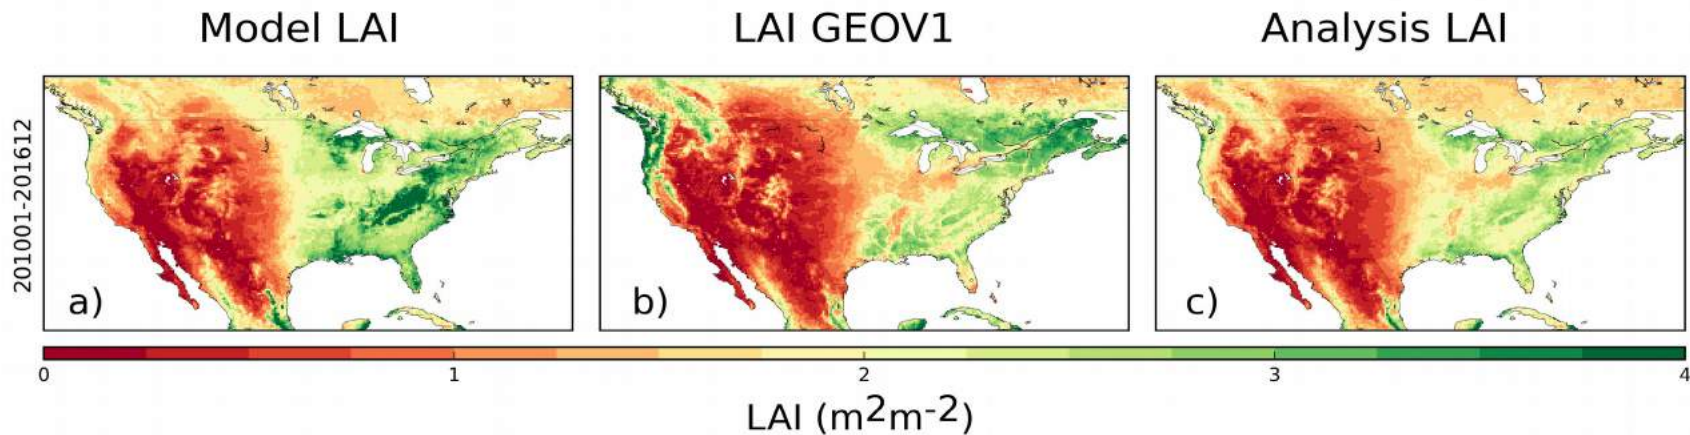 Model LAI LAI GEOV1 Analysis LAI
201001-201612
a) b) c)
0 1 2 3 4
LAI (m2m-2)